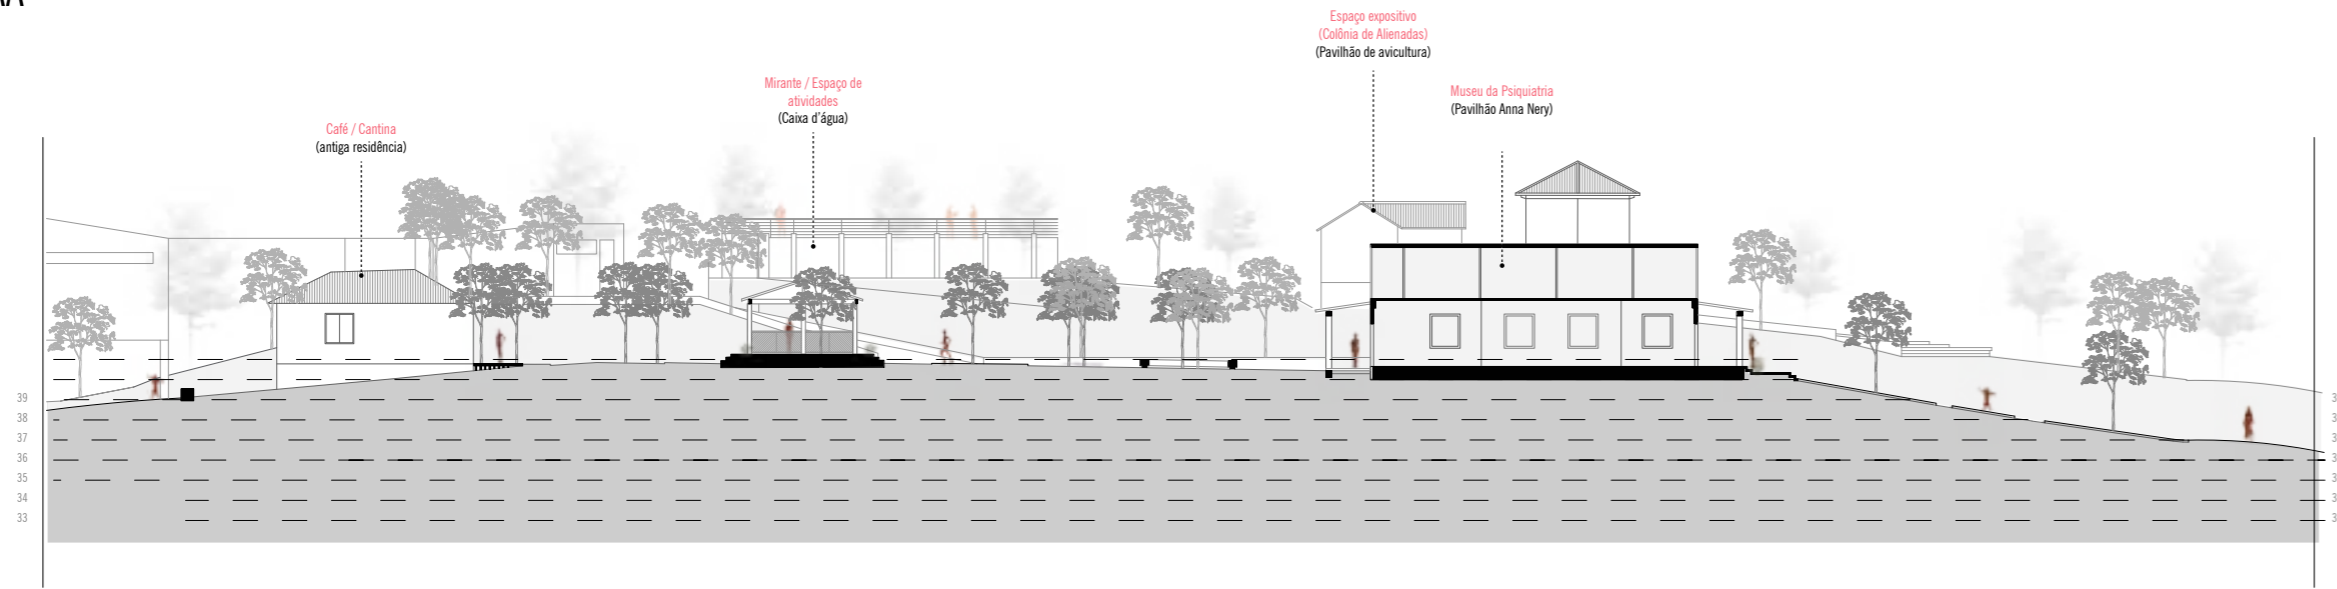 Espaço expositivo
(Colônia de Alienadas)
(Pavilhão de avicultura)
Mirante / Espaço de
atividades
(Caixa d'água)
Museu da Psiquiatria
(Pavilhão Anna Nery)
Café / Cantina
(antiga residência)
39
38
37
36
35
34
33
3
3
3
3
3
3
3